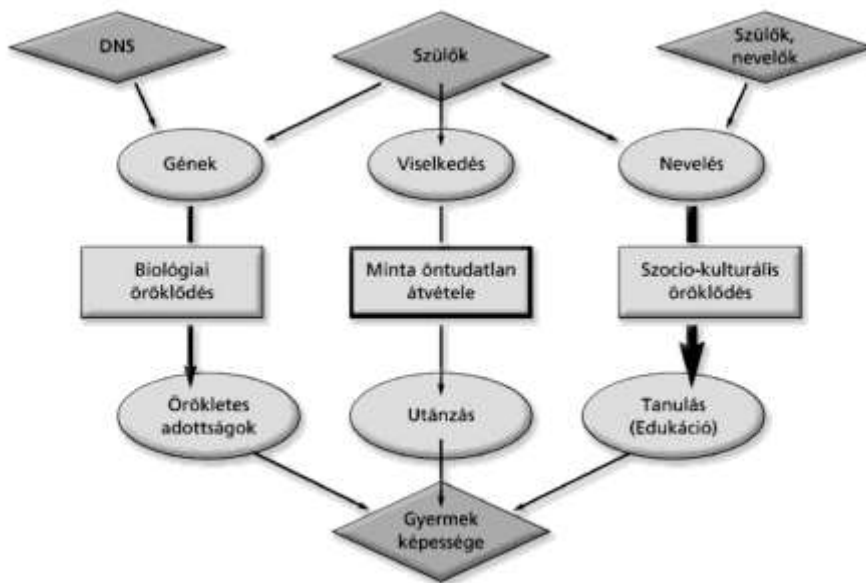 DNS
Szülők
Szülők,
nevelők
Gének
Viselkedés
Nevelés
Biológiai
öröklődés
Minta öntudatlan
átvétele
Szocio-kulturális
öröklődés
Örökletes
adottságok
Utánzás
Tanulás
(Edukáció)
Gyermek
képessége